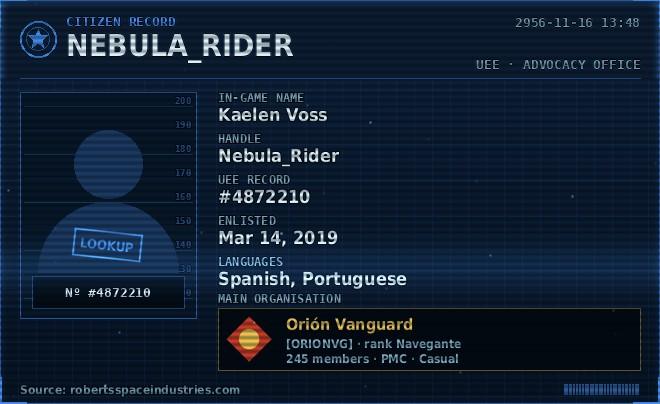 CITIZEN RECORD
NEBULA_RIDER
2956-11-16 13:48
UEE · ADVOCACY OFFICE
200
190
180
170
160
150
140
LOOKUP
Nº #4872210
IN-GAME NAME
Kaelen Voss
HANDLE
Nebula_Rider
UEE RECORD
#4872210
ENLISTED
Mar 14, 2019
LANGUAGES
Spanish, Portuguese
MAIN ORGANISATION
Orión Vanguard
[ORIONVG] · rank Navegante
245 members · PMC · Casual
Source: robertsspaceindustries.com